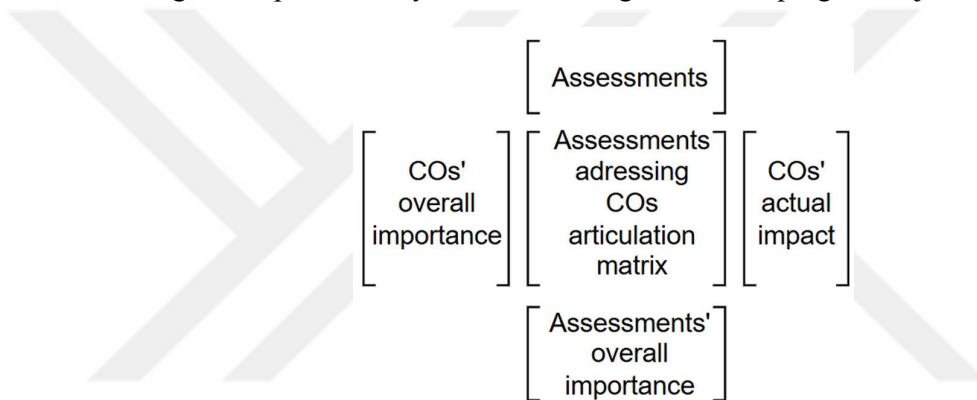 Assessments
COs'
overall
importance
Assessments
adressing
COs
articulation
matrix
COs'
actual
impact
Assessments'
overall
importance